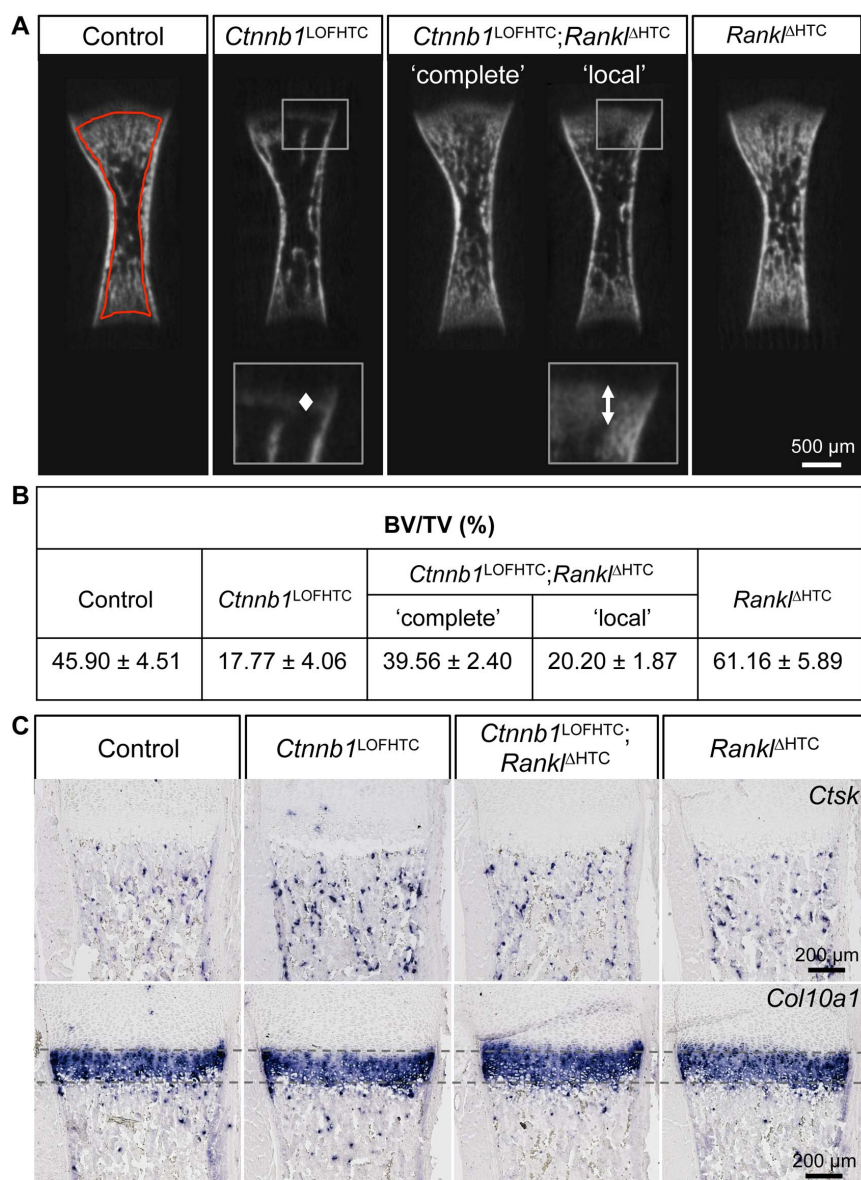 A
Control
Ctnnb1LOFHTC
Ctnnb1LOFHTC;RanklΔHTC
RanklΔHTC
‘complete’
‘local’
500 µm
B
BV/TV (%)
Control
Ctnnb1LOFHTC
Ctnnb1LOFHTC;RanklΔHTC
RanklΔHTC
‘complete’
‘local’
45.90 ± 4.51
17.77 ± 4.06
39.56 ± 2.40
20.20 ± 1.87
61.16 ± 5.89
C
Control
Ctnnb1LOFHTC
Ctnnb1LOFHTC;
RanklΔHTC
RanklΔHTC
Ctsk
200 µm
Col10a1
200 µm